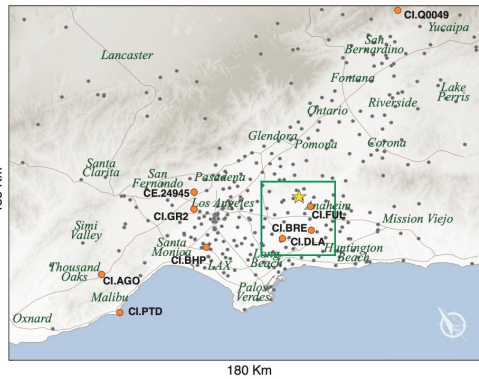 CI.Q0049
Yucaipa
San
Bernardino
Lancaster
Fontana
Lake
Perris
Ontario
Riverside
Glendora
Pomona
Corona
Santa
Clarita
San
Fernando
Pasadena
CE.24945
Los Angeles
CI.GR2
Anaheim
CI.FUL
Mission Viejo
Simi
Valley
CI.BRE
CI.DLA
Santa
Monica
CI.BHP
LAX
Long
Beach
Huntington
Beach
Thousand
Oaks
CI.AGO
Malibu
Palos
Verdes
CI.PTD
Oxnard
180 Km